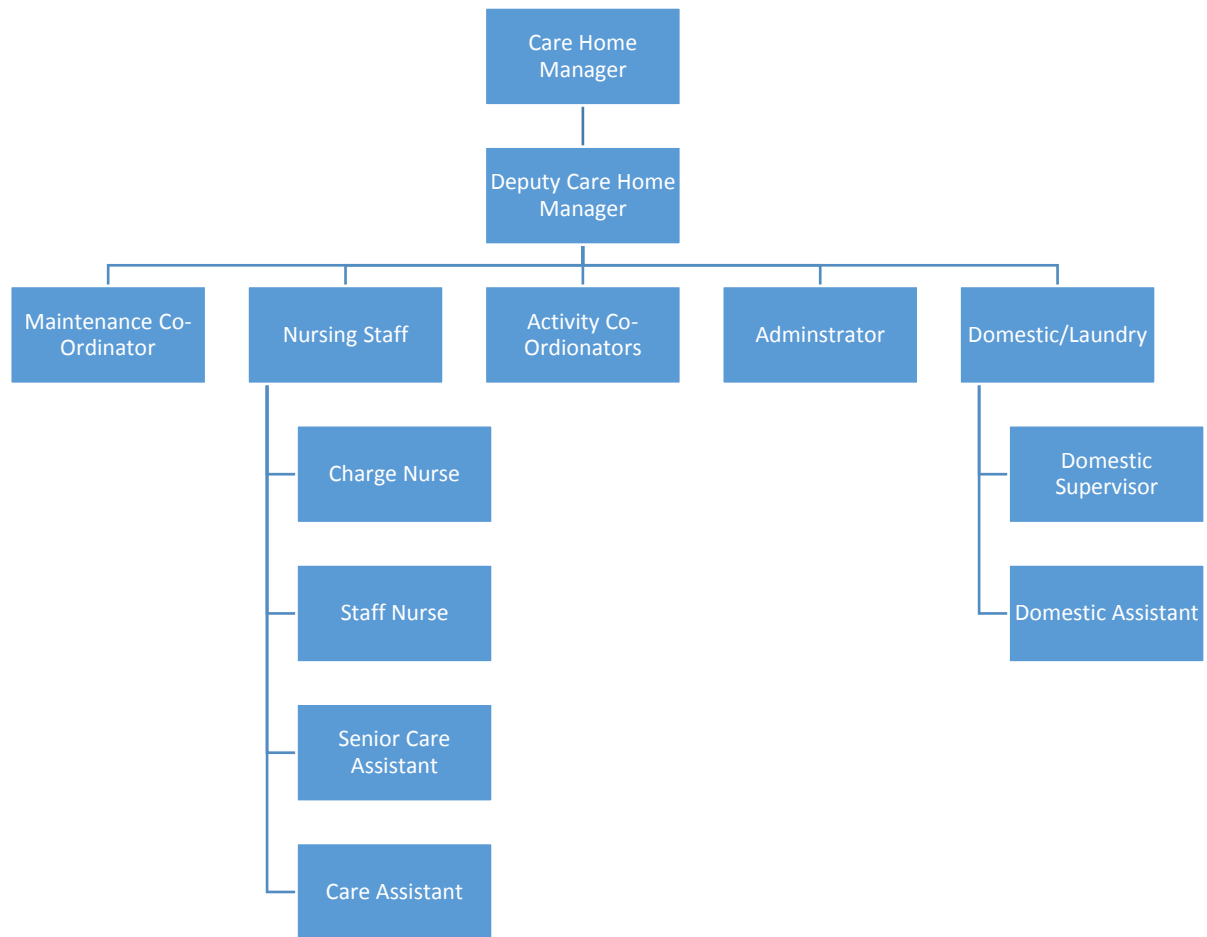 Care Home
Manager
Deputy Care Home
Manager
Maintenance Co-
Ordinator
Nursing Staff
Activity Co-
Ordionators
Adminstrator
Domestic/Laundry
Charge Nurse
Domestic
Supervisor
Staff Nurse
Domestic Assistant
Senior Care
Assistant
Care Assistant